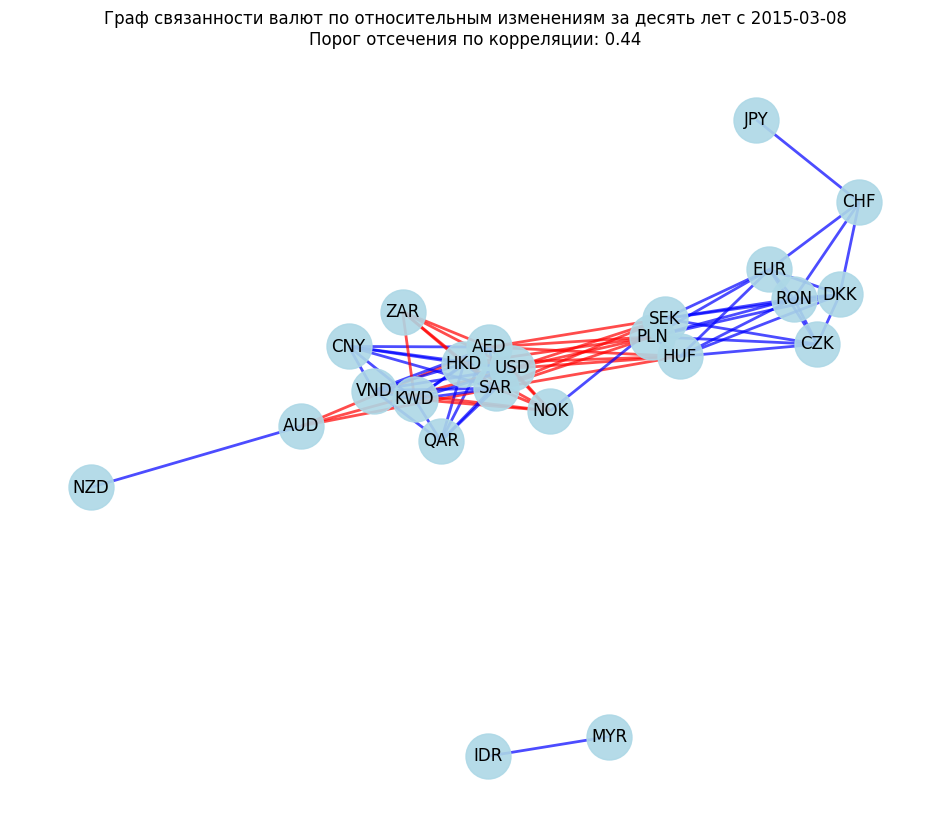 Граф связанности валют по относительным изменениям за десять лет с 2015-03-08
Порог отсечения по корреляции: 0.44
JPY
CHF
EUR
DKK
RON
ZAR
SEK
PLN
CZK
CNY
AED
HUF
HKD
USD
SAR
VND
KWD
NOK
AUD
QAR
NZD
MYR
IDR